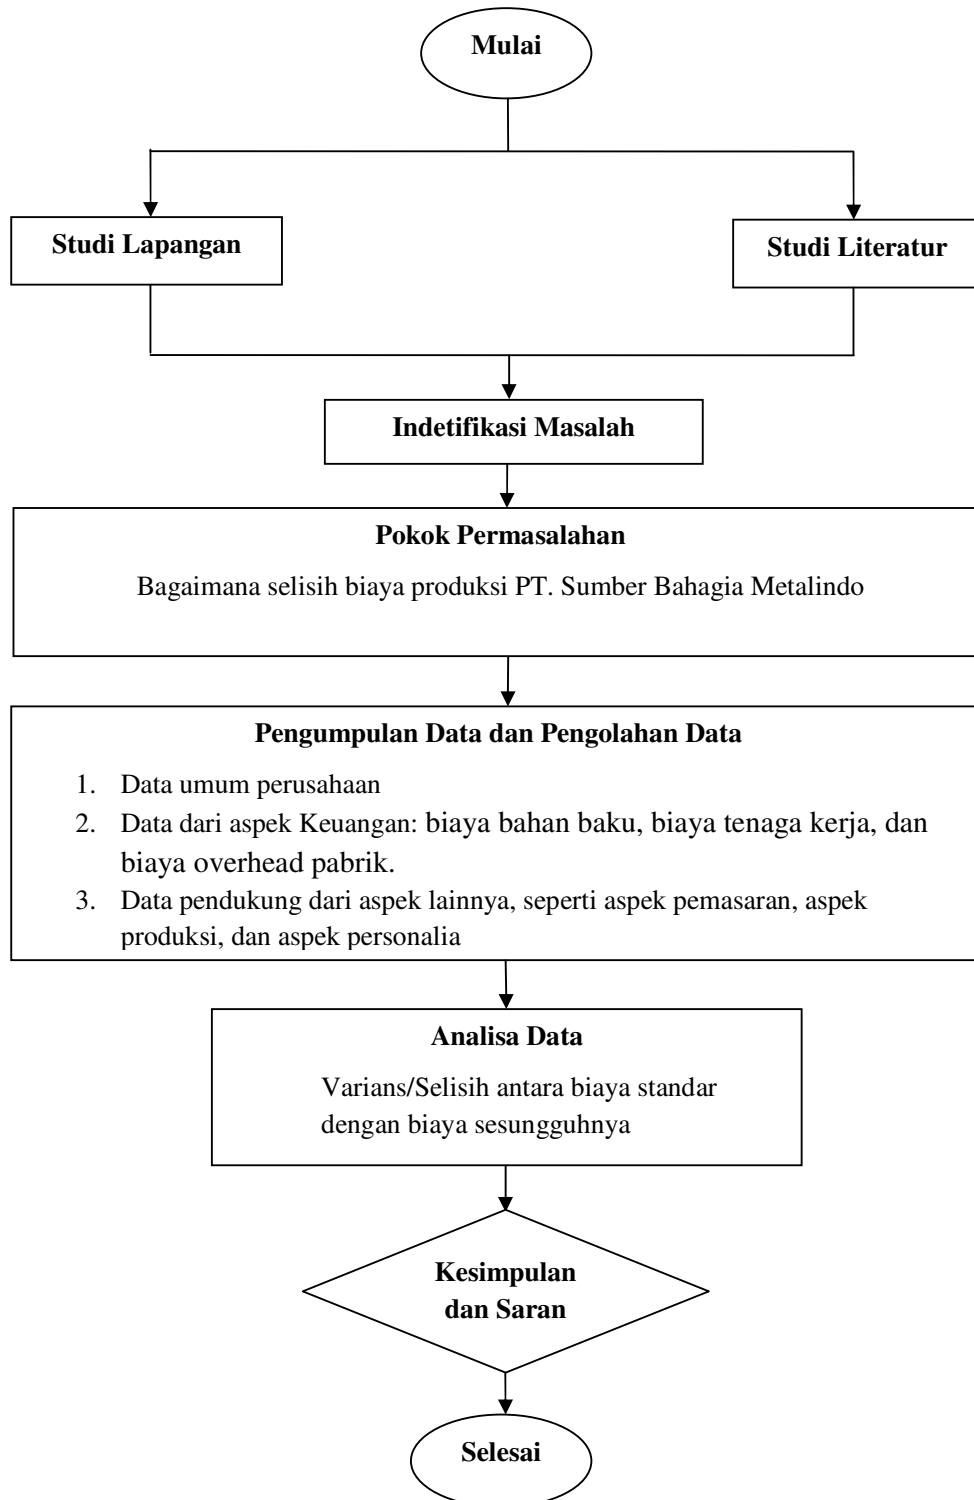 Mulai
Studi Lapangan
Studi Literatur
Indetifikasi Masalah
Pokok Permasalahan
Bagaimana selisih biaya produksi PT. Sumber Bahagia Metalindo
Pengumpulan Data dan Pengolahan Data
1. Data umum perusahaan
2. Data dari aspek Keuangan: biaya bahan baku, biaya tenaga kerja, dan
biaya overhead pabrik.
3. Data pendukung dari aspek lainnya, seperti aspek pemasaran, aspek
produksi, dan aspek personalia
Analisa Data
Varians/Selisih antara biaya standar
dengan biaya sesungguhnya
Kesimpulan
dan Saran
Selesai